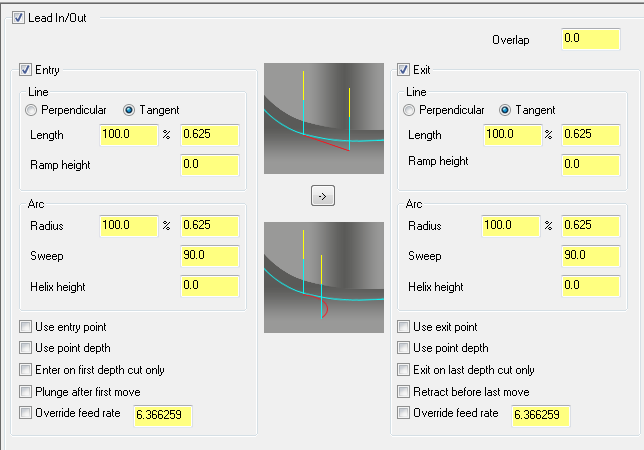 Lead In/Out
Overlap 0.0
Entry
Line
Perpendicular Tangent
Length 100.0 % 0.625
Ramp height 0.0
Arc
Radius 100.0 % 0.625
Sweep 90.0
Helix height 0.0
Use entry point
Use point depth
Enter on first depth cut only
Plunge after first move
Override feed rate 6.366259
->
Exit
Line
Perpendicular Tangent
Length 100.0 % 0.625
Ramp height 0.0
Arc
Radius 100.0 % 0.625
Sweep 90.0
Helix height 0.0
Use exit point
Use point depth
Exit on last depth cut only
Retract before last move
Override feed rate 6.366259